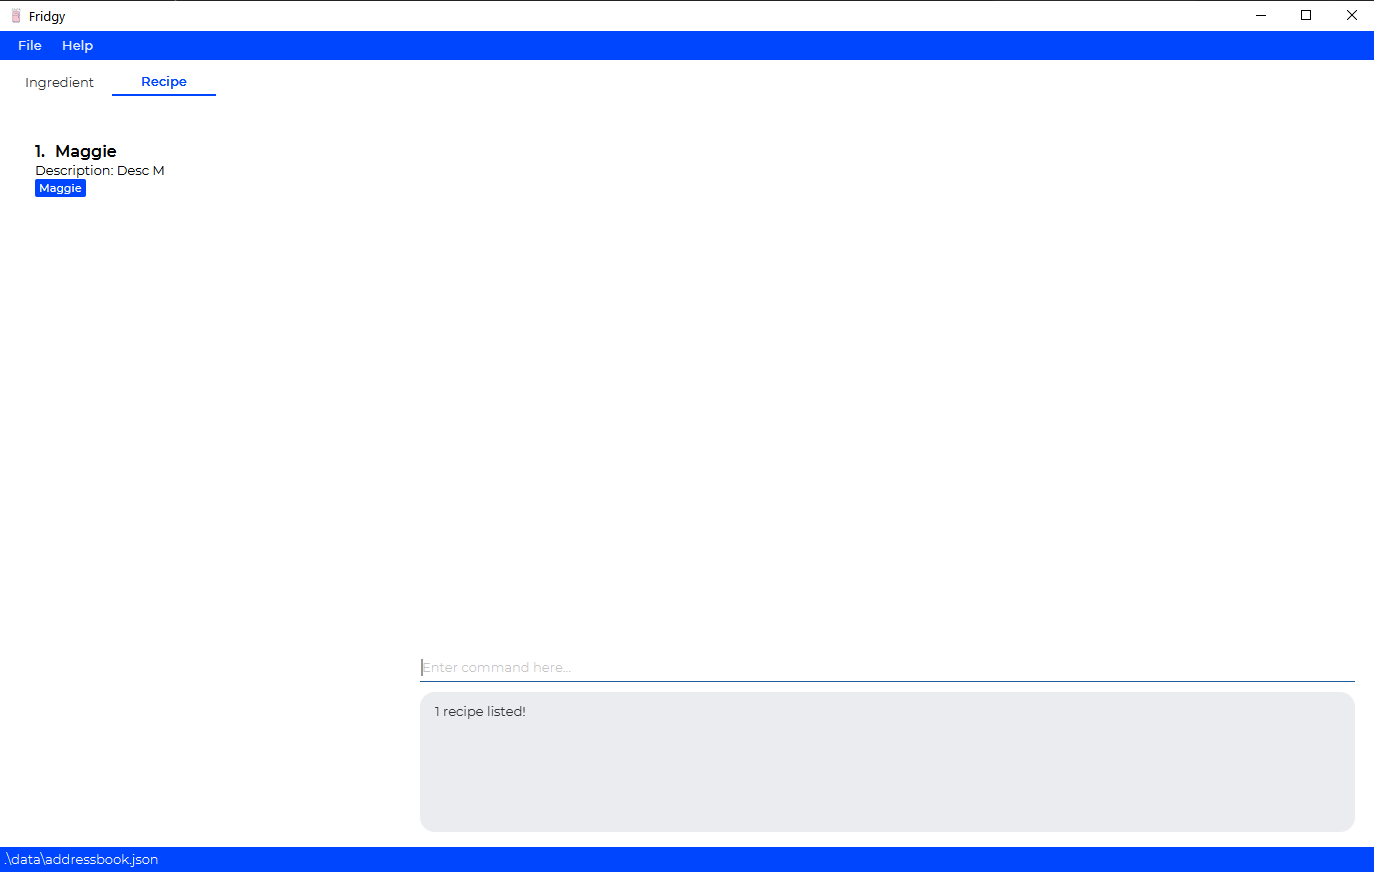 Fridgy
File Help
Ingredient Recipe
1. Maggie
Description: Desc M
Maggie
Enter command here...
1 recipe listed!
.\data\addressbook.json